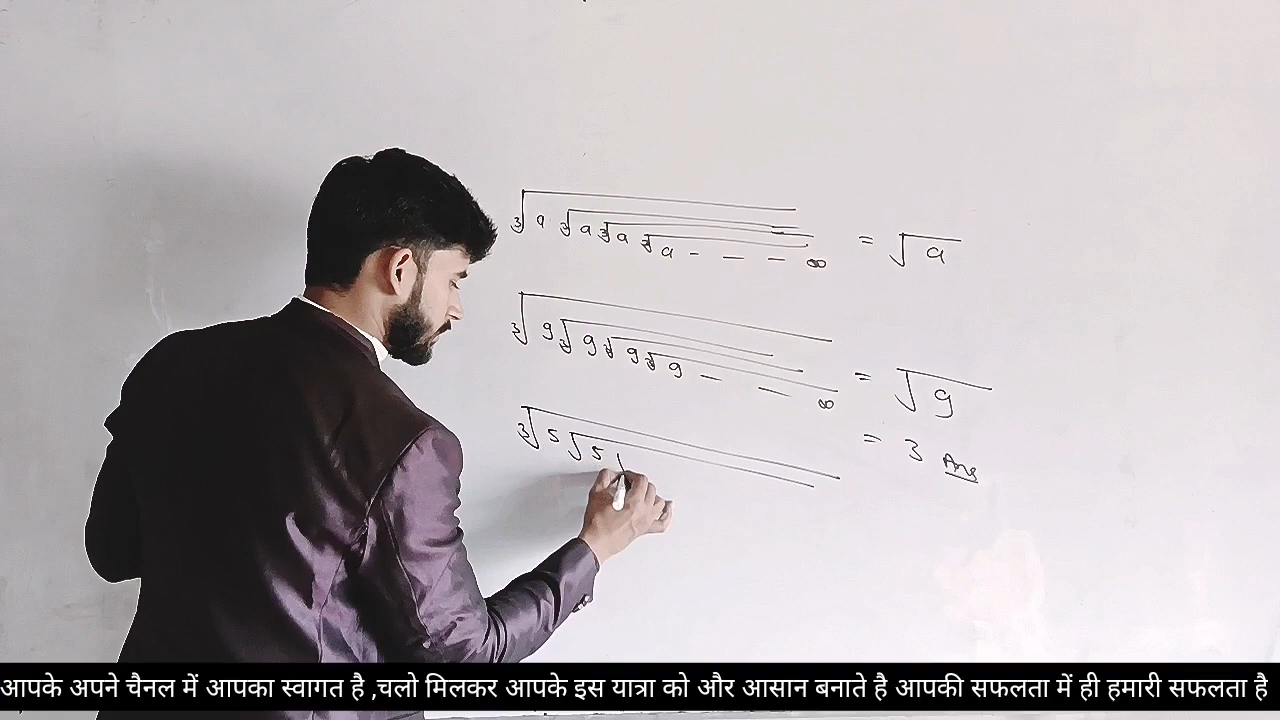 ∛a ∛a ∛a ∛a - - - ∞ = √a
∛9 ∛9 ∛9 ∛9 - - ∞ = √9
= 3 Ans
∛5 √5
आपके अपने चैनल में आपका स्वागत है ,चलो मिलकर आपके इस यात्रा को और आसान बनाते है आपकी सफलता में ही हमारी सफलता है